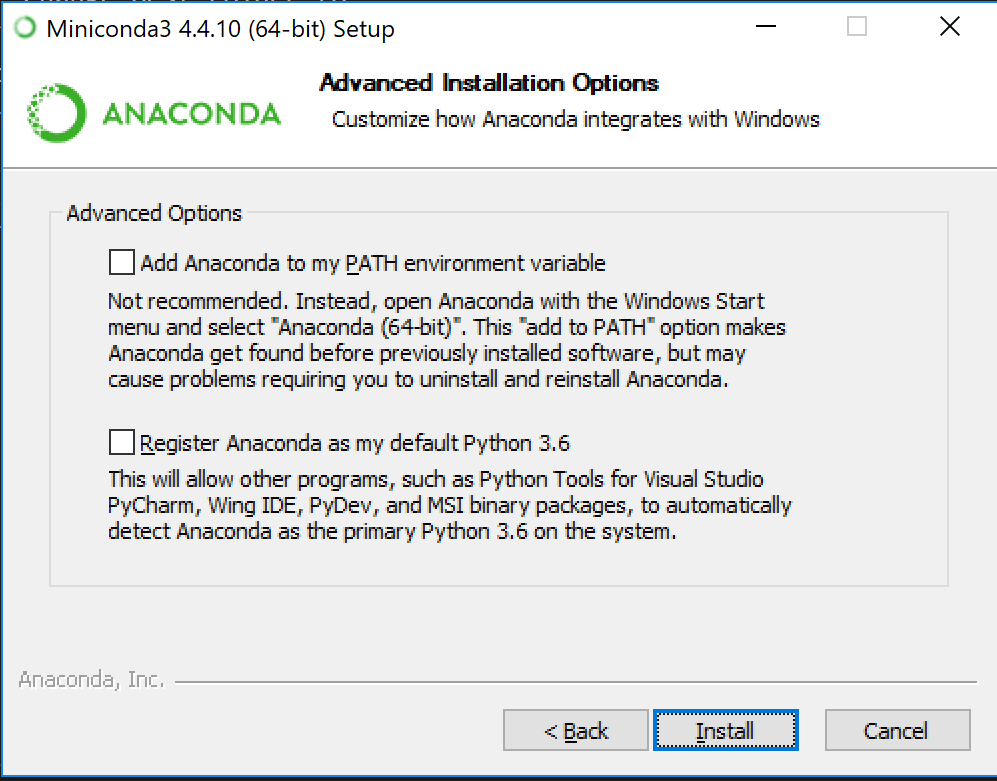 Miniconda3 4.4.10 (64-bit) Setup
ANACONDA
Advanced Installation Options
Customize how Anaconda integrates with Windows
Advanced Options
Add Anaconda to my PATH environment variable
Not recommended. Instead, open Anaconda with the Windows Start
menu and select "Anaconda (64-bit)". This "add to PATH" option makes
Anaconda get found before previously installed software, but may
cause problems requiring you to uninstall and reinstall Anaconda.
Register Anaconda as my default Python 3.6
This will allow other programs, such as Python Tools for Visual Studio
PyCharm, Wing IDE, PyDev, and MSI binary packages, to automatically
detect Anaconda as the primary Python 3.6 on the system.
Anaconda, Inc.
< Back
Install
Cancel